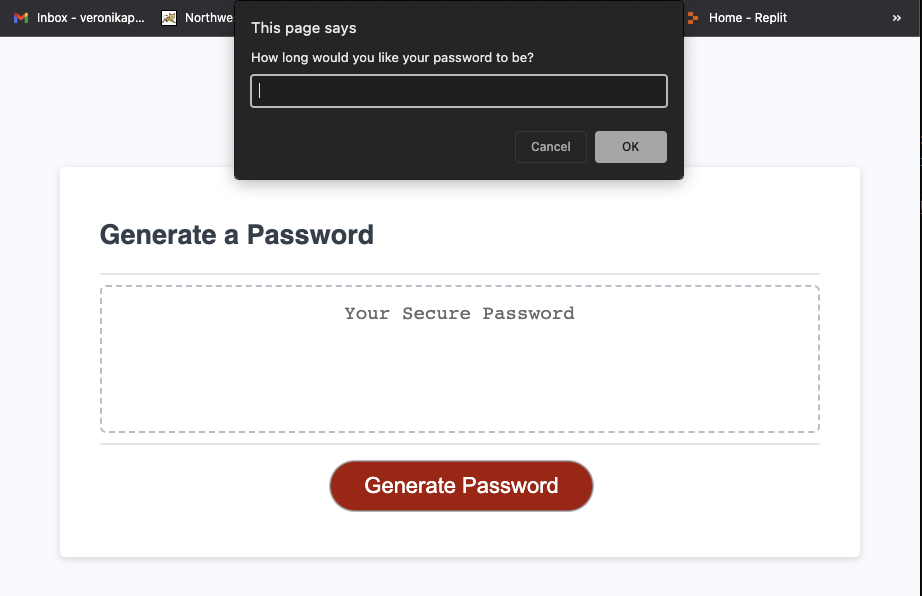 Inbox - veronikap...
Northwe
Home - Replit
»
This page says
How long would you like your password to be?
Cancel
OK
Generate a Password
Your Secure Password
Generate Password